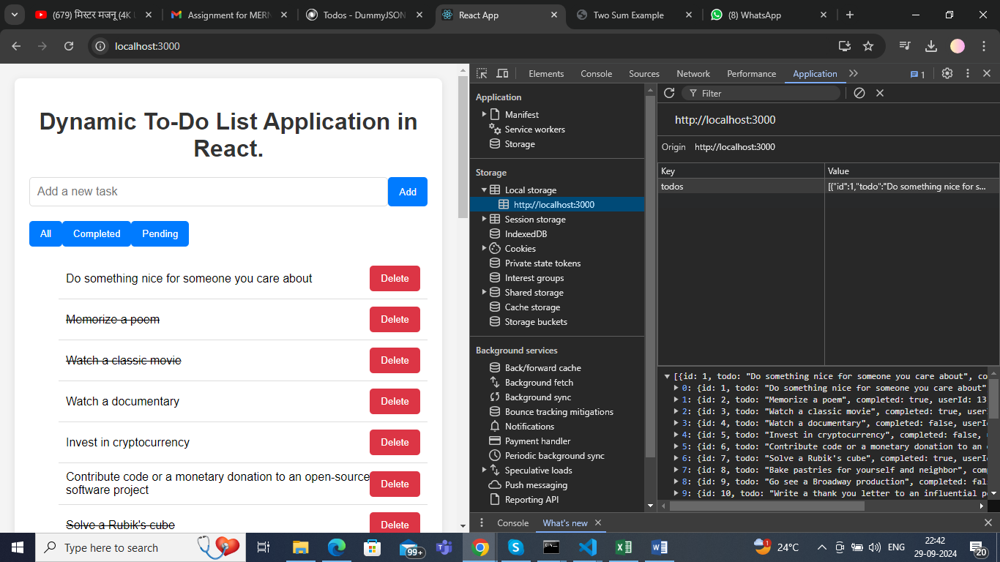 (679) मिस्टर मजनू (4K U
Assignment for MERN
Todos - DummyJSON
React App
Two Sum Example
(8) WhatsApp
localhost:3000
Dynamic To-Do List Application in
React.
Add a new task
Add
All
Completed
Pending
Do something nice for someone you care about
Delete
Memorize a poem
Delete
Watch a classic movie
Delete
Watch a documentary
Delete
Invest in cryptocurrency
Delete
Contribute code or a monetary donation to an open-source
software project
Delete
Solve a Rubik's cube
Delete
Elements
Console
Sources
Network
Performance
Application
1
Application
Manifest
Service workers
Storage
Storage
Local storage
http://localhost:3000
Session storage
IndexedDB
Cookies
Private state tokens
Interest groups
Shared storage
Cache storage
Storage buckets
Background services
Back/forward cache
Background fetch
Background sync
Bounce tracking mitigations
Notifications
Payment handler
Periodic background sync
Speculative loads
Push messaging
Reporting API
Filter
http://localhost:3000
Origin http://localhost:3000
Key Value
todos [{"id":1,"todo":"Do something nice for s...
[{id: 1, todo: "Do something nice for someone you care about", co
0: {id: 1, todo: "Do something nice for someone you care about"
1: {id: 2, todo: "Memorize a poem", completed: true, userId: 13
2: {id: 3, todo: "Watch a classic movie", completed: true, user
3: {id: 4, todo: "Watch a documentary", completed: false, userI
4: {id: 5, todo: "Invest in cryptocurrency", completed: false,
5: {id: 6, todo: "Contribute code or a monetary donation to an
6: {id: 7, todo: "Solve a Rubik's cube", completed: true, userI
7: {id: 8, todo: "Bake pastries for yourself and neighbor", com
8: {id: 9, todo: "Go see a Broadway production", completed: fal
9: {id: 10, todo: "Write a thank you letter to an influential p
Console
What's new
Type here to search
99+
1
24°C
ENG
22:42
29-09-2024
20